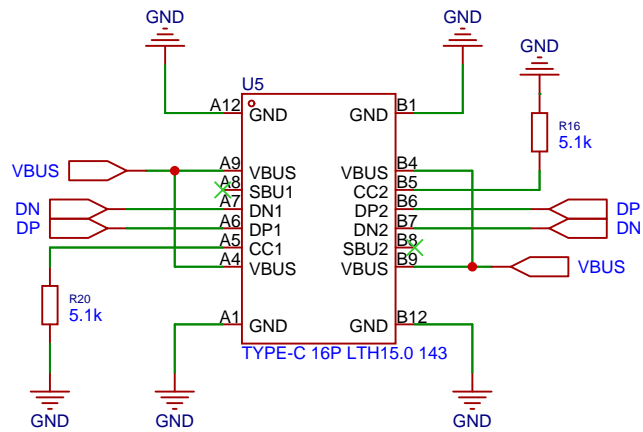 GND
GND
GND
U5
A12
GND
GND
B1
R16
5.1k
VBUS
A9
VBUS
VBUS
B4
A8
SBU1
CC2
B5
DN
A7
DN1
DP2
B6
DP
DP
A6
DP1
DN2
B7
DN
A5
CC1
SBU2
B8
A4
VBUS
VBUS
B9
VBUS
R20
5.1k
A1
GND
GND
B12
TYPE-C 16P LTH15.0 143
GND
GND
GND